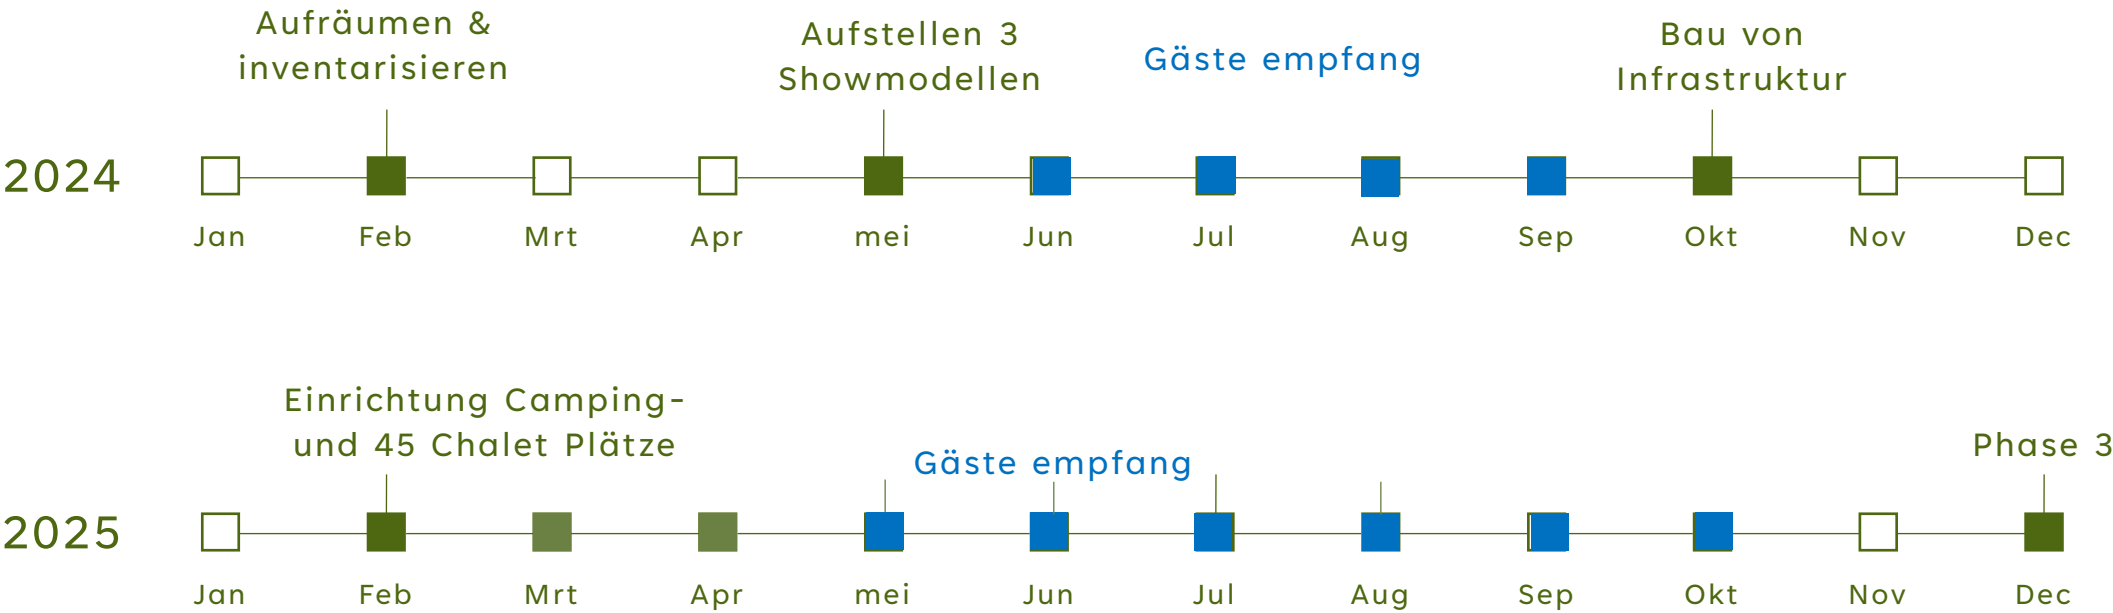 Aufräumen &
inventarisieren
Aufstellen 3
Showmodellen
Gäste empfang
Bau von
Infrastruktur
2024
Jan Feb Mrt Apr mei Jun Jul Aug Sep Okt Nov Dec
Einrichtung Camping-
und 45 Chalet Plätze
Gäste empfang
Phase 3
2025
Jan Feb Mrt Apr mei Jun Jul Aug Sep Okt Nov Dec